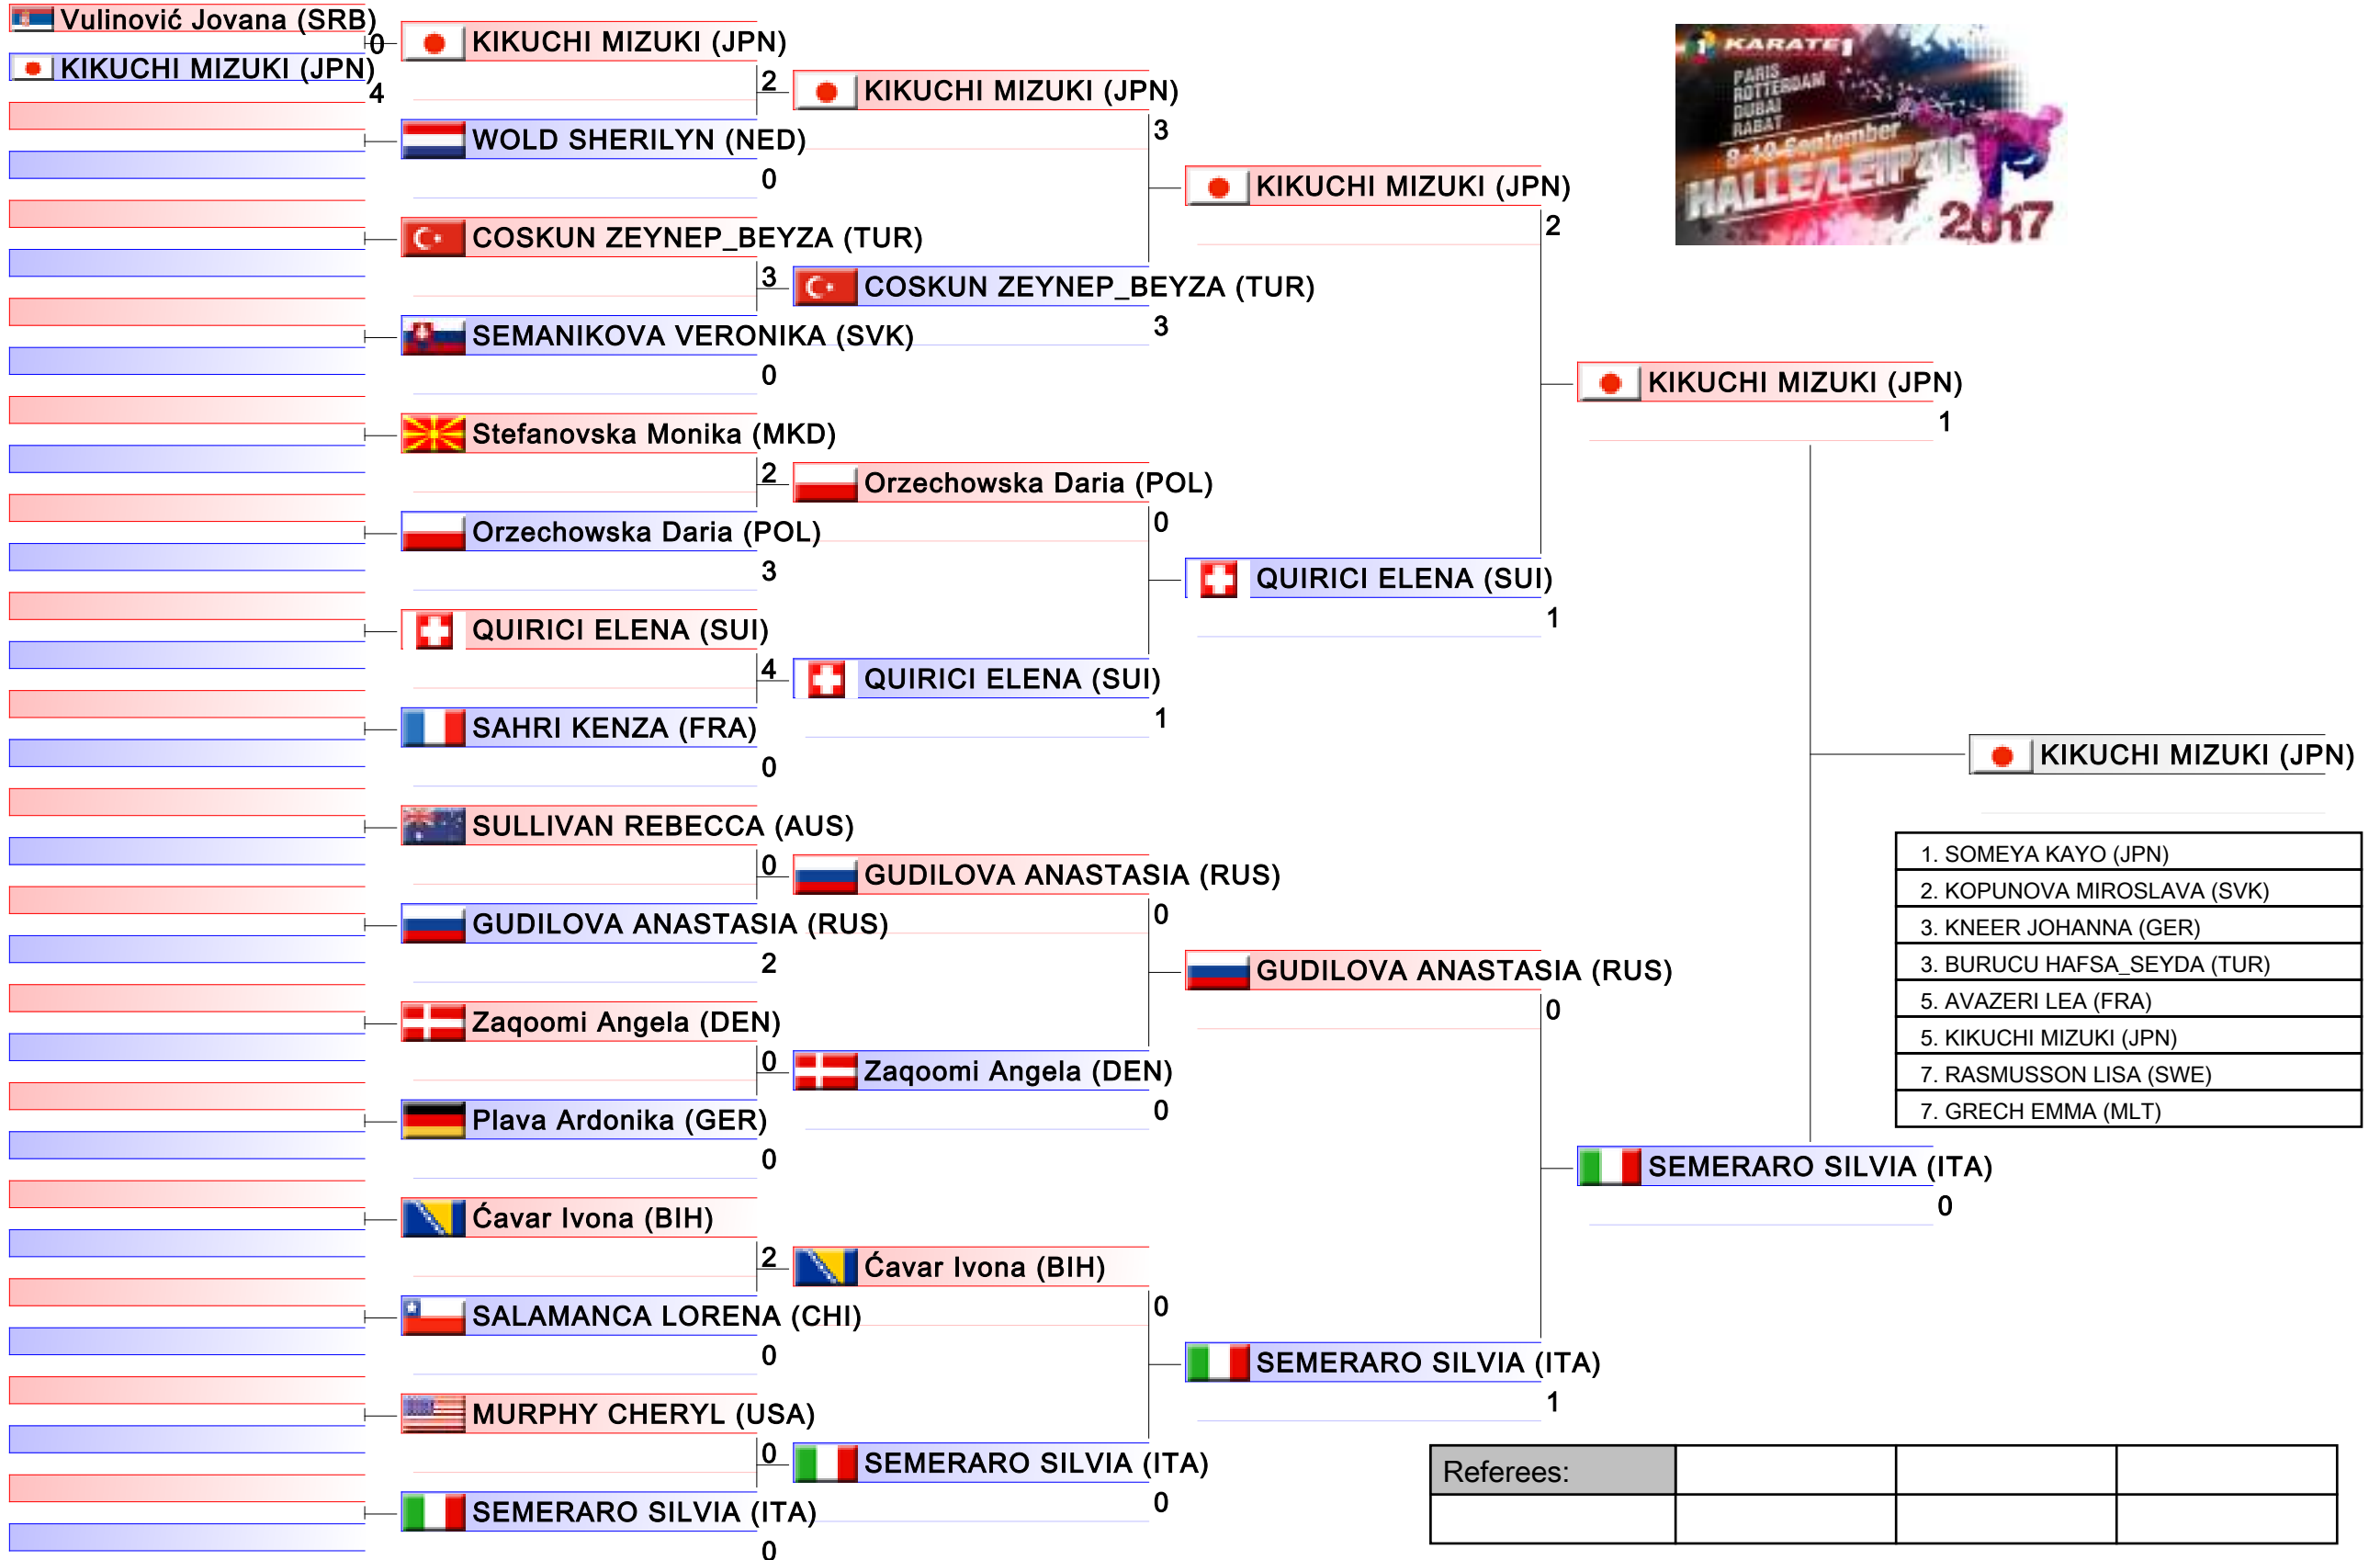 Vulinović Jovana (SRB)
0
KIKUCHI MIZUKI (JPN)
4
KIKUCHI MIZUKI (JPN)
2
WOLD SHERILYN (NED)
0
COSKUN ZEYNEP_BEYZA (TUR)
3
SEMANIKOVA VERONIKA (SVK)
0
Stefanovska Monika (MKD)
2
Orzechowska Daria (POL)
3
QUIRICI ELENA (SUI)
4
SAHRI KENZA (FRA)
0
SULLIVAN REBECCA (AUS)
0
GUDILOVA ANASTASIA (RUS)
2
Zaqoomi Angela (DEN)
0
Plava Ardonika (GER)
0
Ćavar Ivona (BIH)
2
SALAMANCA LORENA (CHI)
0
MURPHY CHERYL (USA)
0
SEMERARO SILVIA (ITA)
0
KIKUCHI MIZUKI (JPN)
3
COSKUN ZEYNEP_BEYZA (TUR)
3
Orzechowska Daria (POL)
0
QUIRICI ELENA (SUI)
1
GUDILOVA ANASTASIA (RUS)
0
Zaqoomi Angela (DEN)
0
Ćavar Ivona (BIH)
0
SEMERARO SILVIA (ITA)
0
KIKUCHI MIZUKI (JPN)
2
QUIRICI ELENA (SUI)
1
GUDILOVA ANASTASIA (RUS)
0
SEMERARO SILVIA (ITA)
1
KIKUCHI MIZUKI (JPN)
1
SEMERARO SILVIA (ITA)
0
KIKUCHI MIZUKI (JPN)
KARATE1
PARIS
ROTTERDAM
DUBAI
RABAT
8-10 September
HALLE/LEIPZIG
2017
1. SOMEYA KAYO (JPN)
2. KOPUNOVA MIROSLAVA (SVK)
3. KNEER JOHANNA (GER)
3. BURUCU HAFSA_SEYDA (TUR)
5. AVAZERI LEA (FRA)
5. KIKUCHI MIZUKI (JPN)
7. RASMUSSON LISA (SWE)
7. GRECH EMMA (MLT)
Referees: